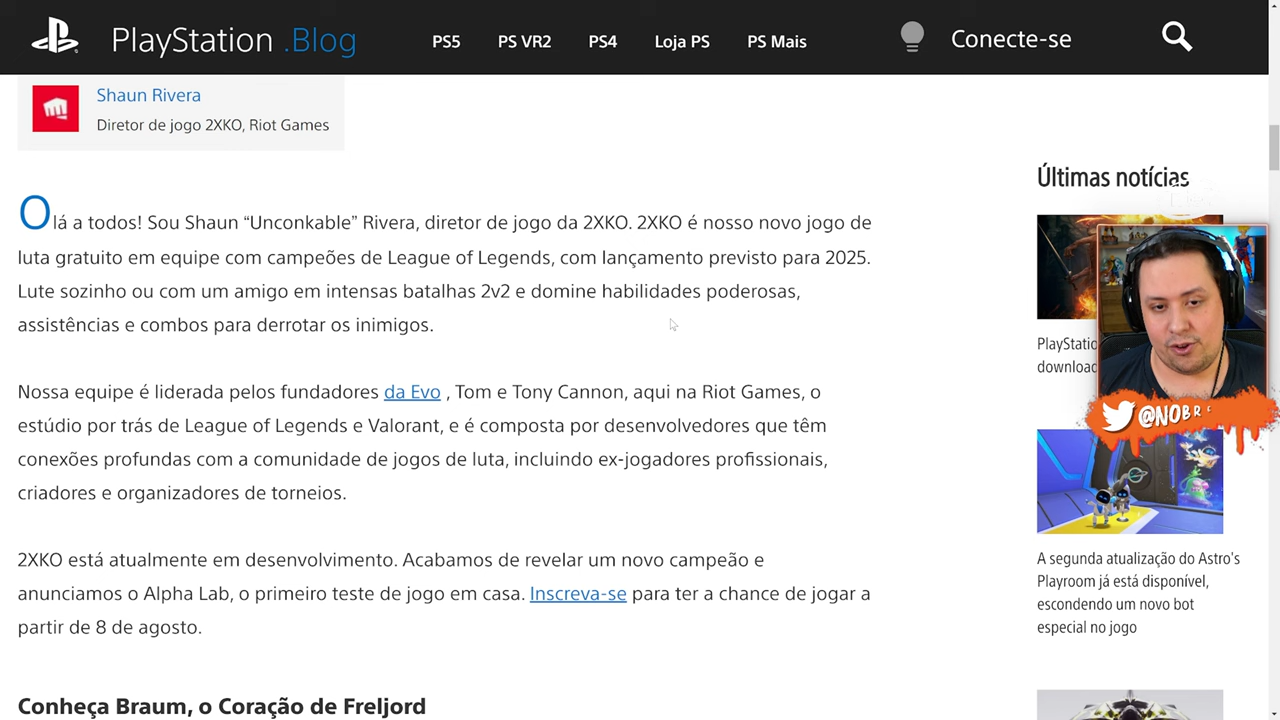 PlayStation .Blog
PS5 PS VR2 PS4 Loja PS PS Mais
Conecte-se
Shaun Rivera
Diretor de jogo 2XKO, Riot Games
Olá a todos! Sou Shaun “Unconkable” Rivera, diretor de jogo da 2XKO. 2XKO é nosso novo jogo de
luta gratuito em equipe com campeões de League of Legends, com lançamento previsto para 2025.
Lute sozinho ou com um amigo em intensas batalhas 2v2 e domine habilidades poderosas,
assistências e combos para derrotar os inimigos.
Nossa equipe é liderada pelos fundadores da Evo , Tom e Tony Cannon, aqui na Riot Games, o
estúdio por trás de League of Legends e Valorant, e é composta por desenvolvedores que têm
conexões profundas com a comunidade de jogos de luta, incluindo ex-jogadores profissionais,
criadores e organizadores de torneios.
2XKO está atualmente em desenvolvimento. Acabamos de revelar um novo campeão e
anunciamos o Alpha Lab, o primeiro teste de jogo em casa. Inscreva-se para ter a chance de jogar a
partir de 8 de agosto.
Conheça Braum, o Coração de Freljord
Últimas notícias
A segunda atualização do Astro's
Playroom já está disponível,
escondendo um novo bot
especial no jogo